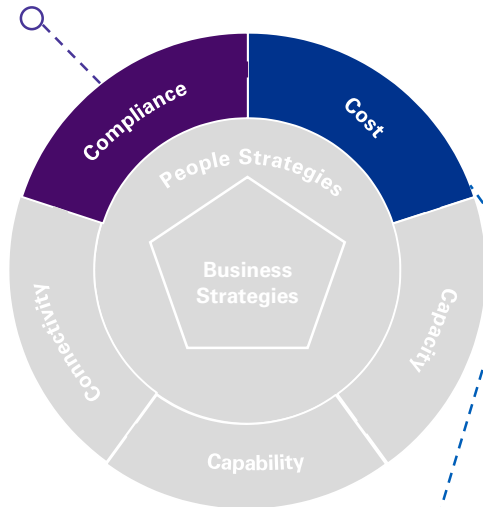 Compliance
Cost
People Strategies
Business
Strategies
Connectivity
Capacity
Capability